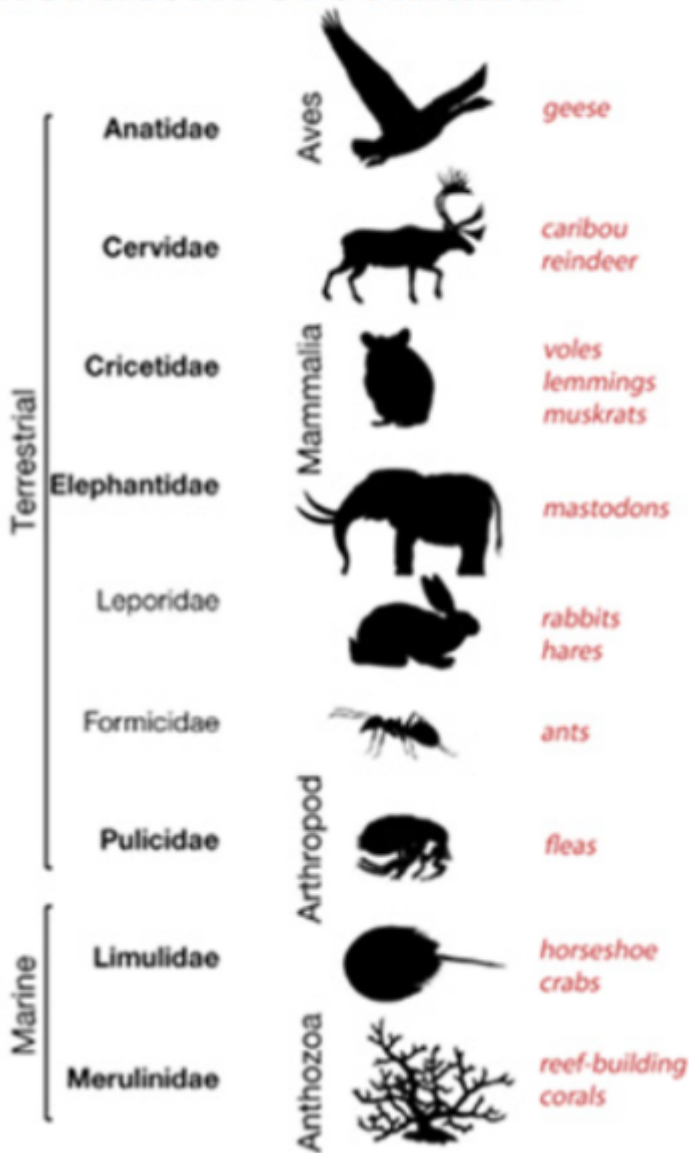 Terrestrial
Aves
Anatidae
geese
Cervidae
caribou
reindeer
Mammalia
Cricetidae
voles
lemmings
muskrats
Elephantidae
mastodons
Leporidae
rabbits
hares
Formicidae
ants
Arthropod
Pulicidae
fleas
Marine
Limulidae
horseshoe
crabs
Anthozoa
Merulinidae
reef-building
corals